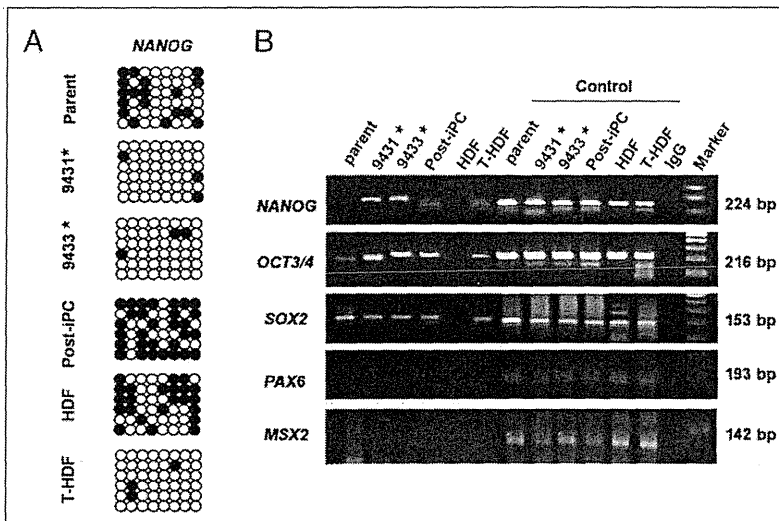 A
NANOG
Parent
9431*
9433 *
Post-iPC
HDF
T-HDF
B
Control
parent
9431 *
9433 *
Post-iPC
HDF
T-HDF
parent
9431 *
9433 *
Post-iPC
HDF
T-HDF
IgG
Marker
NANOG
224 bp
OCT3/4
216 bp
SOX2
153 bp
PAX6
193 bp
MSX2
142 bp